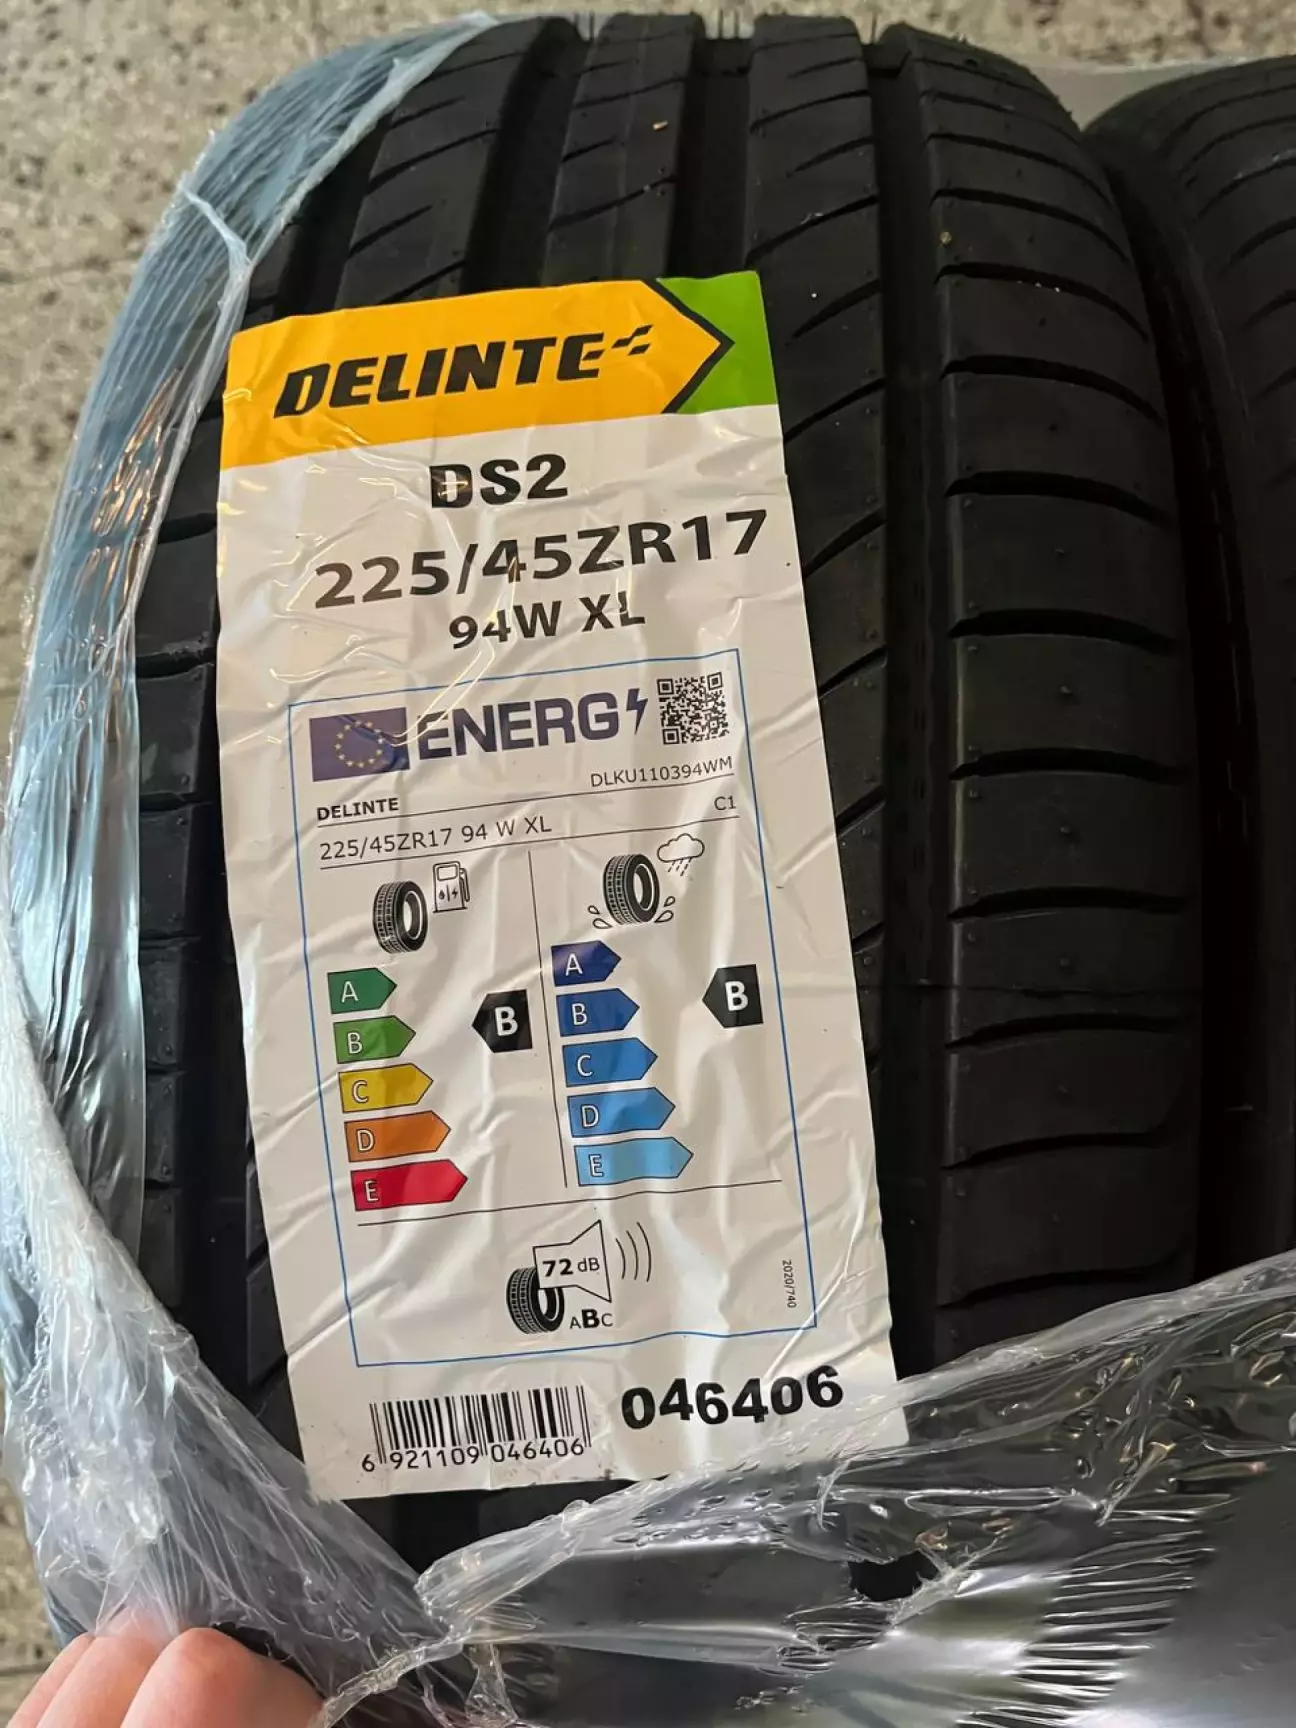 DELINTE
DS2
225/45ZR17
94W XL
ENERG
DELINTE
DLKU110394WM
225/45ZR17 94 W XL
C1
A
B
C
D
E
B
A
B
C
D
E
B
72 dB
ABC
2020/740
6 921109 046406
046406